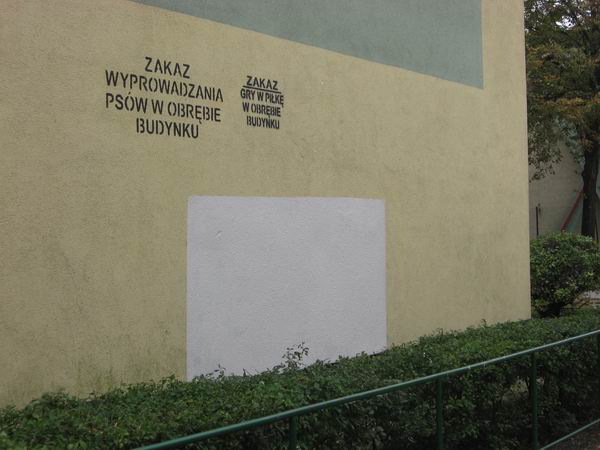 ZAKAZ
WYPROWADZANIA
PSÓW W OBRĘBIE
BUDYNKU
ZAKAZ
GRY W PIŁKĘ
W OBRĘBIE
BUDYNKU